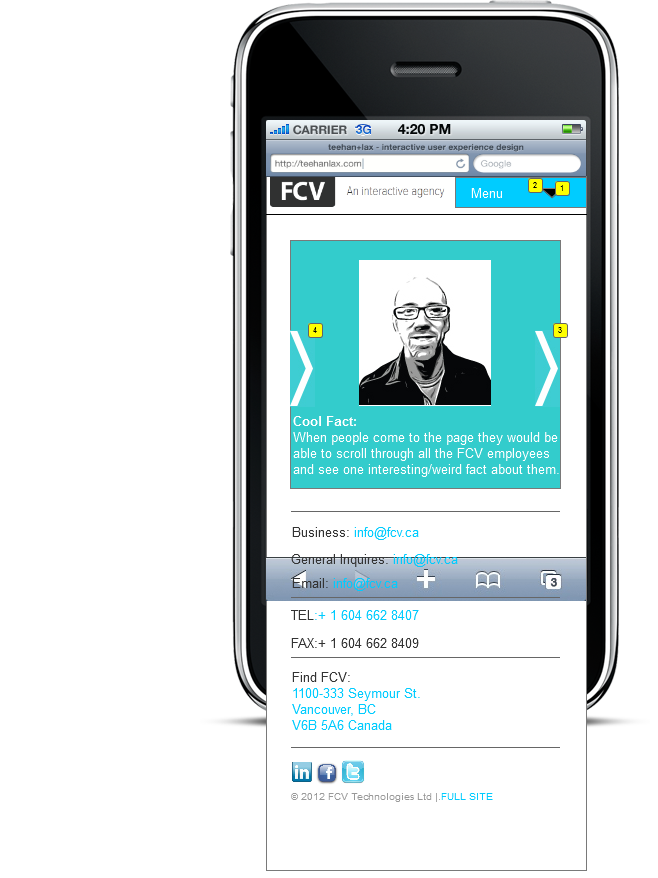 CARRIER 3G 4:20 PM
teehan+lax - interactive user experience design
http://teehanlax.com Google
FCV An interactive agency Menu 2 1
4 3
Cool Fact:
When people come to the page they would be
able to scroll through all the FCV employees
and see one interesting/weird fact about them.
Business: info@fcv.ca
General Inquires: info@fcv.ca
Email: info@fcv.ca
3
TEL:+ 1 604 662 8407
FAX:+ 1 604 662 8409
Find FCV:
1100-333 Seymour St.
Vancouver, BC
V6B 5A6 Canada
in f t
© 2012 FCV Technologies Ltd |.FULL SITE